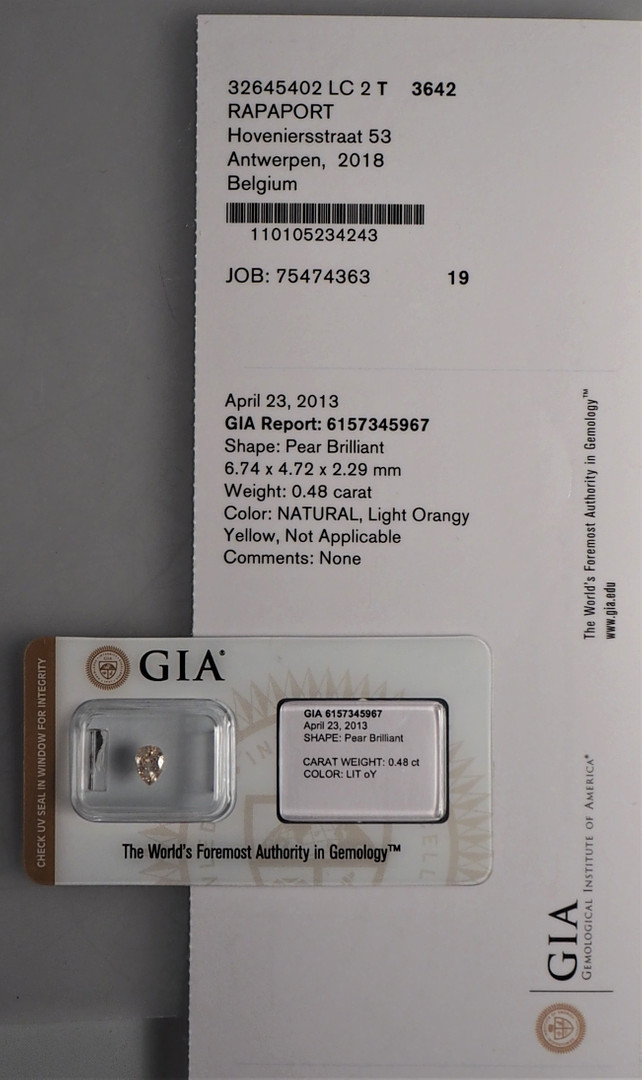 32645402 LC 2 T 3642
RAPAPORT
Hoveniersstraat 53
Antwerpen, 2018
Belgium
110105234243
JOB: 75474363 19
April 23, 2013
GIA Report: 6157345967
Shape: Pear Brilliant
6.74 x 4.72 x 2.29 mm
Weight: 0.48 carat
Color: NATURAL, Light Orangy
Yellow, Not Applicable
Comments: None
The World's Foremost Authority in Gemology™
www.gia.edu
CHECK UV SEAL IN WINDOW FOR INTEGRITY
GIA®
GIA 6157345967
April 23, 2013
SHAPE: Pear Brilliant
CARAT WEIGHT: 0.48 ct
COLOR: LIT oY
The World's Foremost Authority in Gemology™
GIA
GEMOLOGICAL INSTITUTE OF AMERICA®